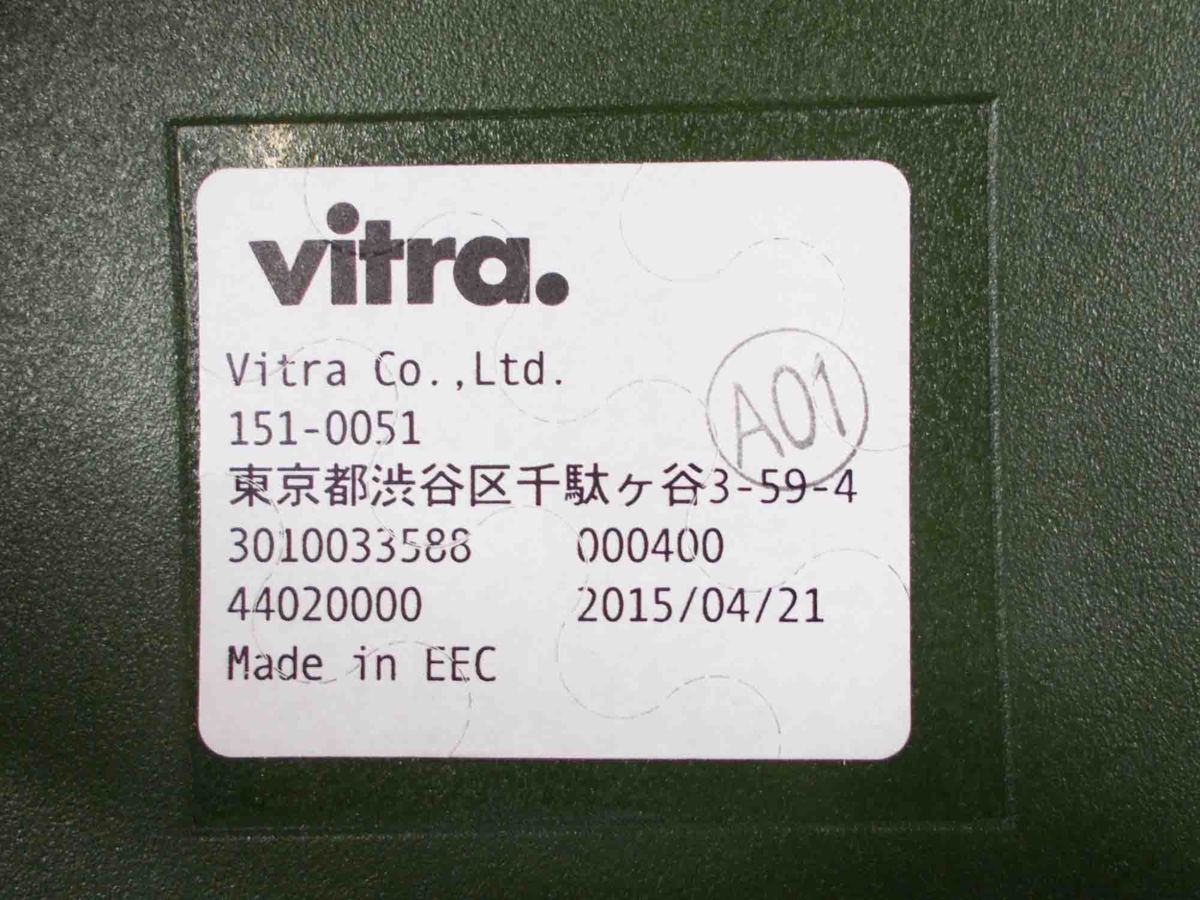 vitra.
Vitra Co.,Ltd.
A01
151-0051
東京都渋谷区千駄ヶ谷3-59-4
3010033588 000400
44020000 2015/04/21
Made in EEC